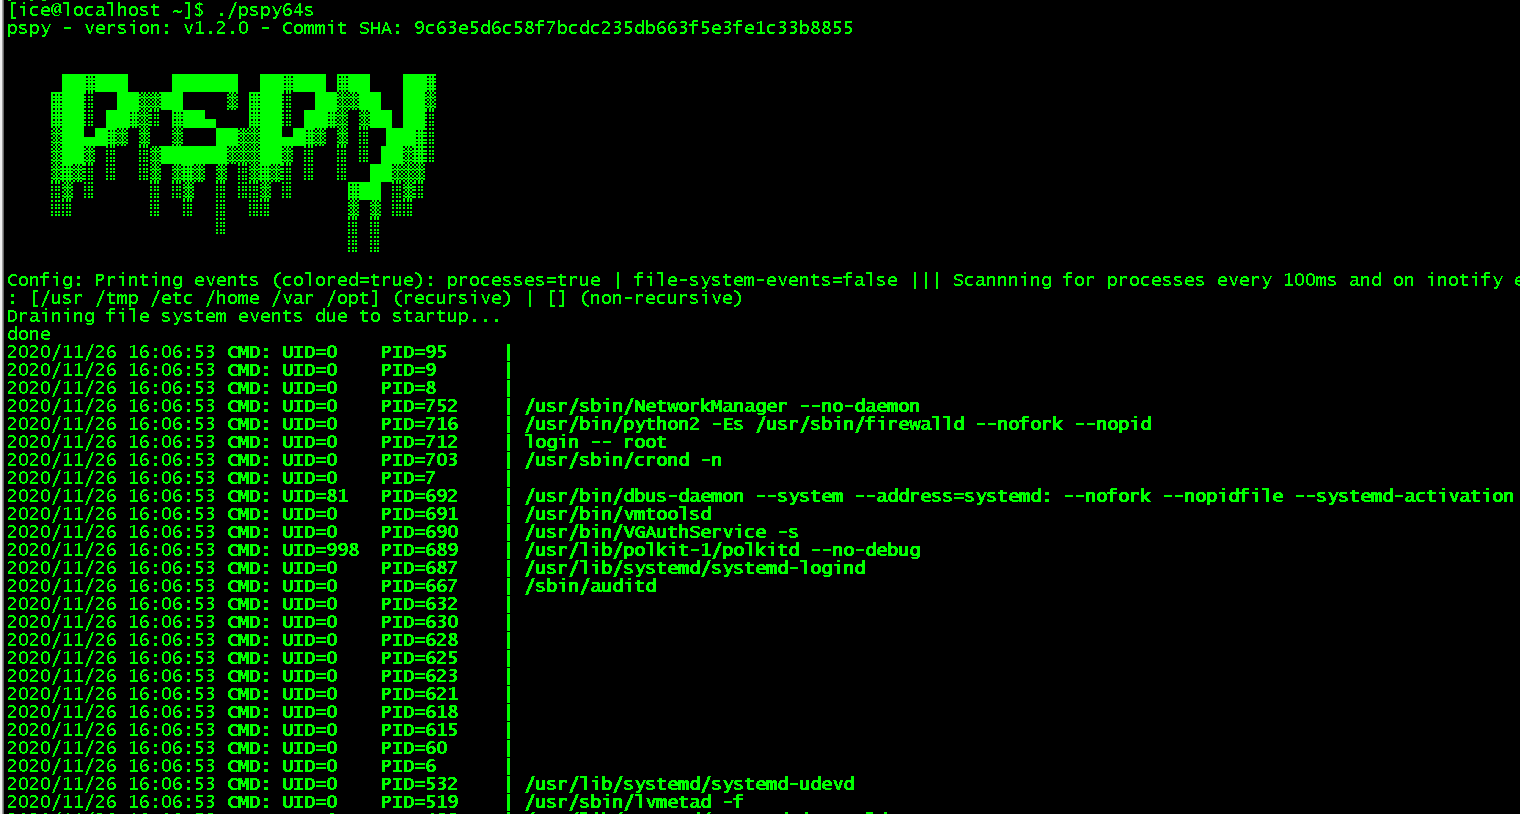 [ice@localhost ~]$ ./pspy64s
pspy - version: v1.2.0 - Commit SHA: 9c63e5d6c58f7bcdc235db663f5e3fe1c33b8855
PSPY
Config: Printing events (colored=true): processes=true | file-system-events=false ||| Scannning for processes every 100ms and on inotify e
: [/usr /tmp /etc /home /var /opt] (recursive) | [] (non-recursive)
Draining file system events due to startup...
done
2020/11/26 16:06:53 CMD: UID=0    PID=95     |
2020/11/26 16:06:53 CMD: UID=0    PID=9      |
2020/11/26 16:06:53 CMD: UID=0    PID=8      |
2020/11/26 16:06:53 CMD: UID=0    PID=752    | /usr/sbin/NetworkManager --no-daemon
2020/11/26 16:06:53 CMD: UID=0    PID=716    | /usr/bin/python2 -Es /usr/sbin/firewalld --nofork --nopid
2020/11/26 16:06:53 CMD: UID=0    PID=712    | login -- root
2020/11/26 16:06:53 CMD: UID=0    PID=703    | /usr/sbin/crond -n
2020/11/26 16:06:53 CMD: UID=0    PID=7      |
2020/11/26 16:06:53 CMD: UID=81   PID=692    | /usr/bin/dbus-daemon --system --address=systemd: --nofork --nopidfile --systemd-activation
2020/11/26 16:06:53 CMD: UID=0    PID=691    | /usr/bin/vmtoolsd
2020/11/26 16:06:53 CMD: UID=0    PID=690    | /usr/bin/VGAuthService -s
2020/11/26 16:06:53 CMD: UID=998  PID=689    | /usr/lib/polkit-1/polkitd --no-debug
2020/11/26 16:06:53 CMD: UID=0    PID=687    | /usr/lib/systemd/systemd-logind
2020/11/26 16:06:53 CMD: UID=0    PID=667    | /sbin/auditd
2020/11/26 16:06:53 CMD: UID=0    PID=632    |
2020/11/26 16:06:53 CMD: UID=0    PID=630    |
2020/11/26 16:06:53 CMD: UID=0    PID=628    |
2020/11/26 16:06:53 CMD: UID=0    PID=625    |
2020/11/26 16:06:53 CMD: UID=0    PID=623    |
2020/11/26 16:06:53 CMD: UID=0    PID=621    |
2020/11/26 16:06:53 CMD: UID=0    PID=618    |
2020/11/26 16:06:53 CMD: UID=0    PID=615    |
2020/11/26 16:06:53 CMD: UID=0    PID=60     |
2020/11/26 16:06:53 CMD: UID=0    PID=6      |
2020/11/26 16:06:53 CMD: UID=0    PID=532    | /usr/lib/systemd/systemd-udevd
2020/11/26 16:06:53 CMD: UID=0    PID=519    | /usr/sbin/lvmetad -f